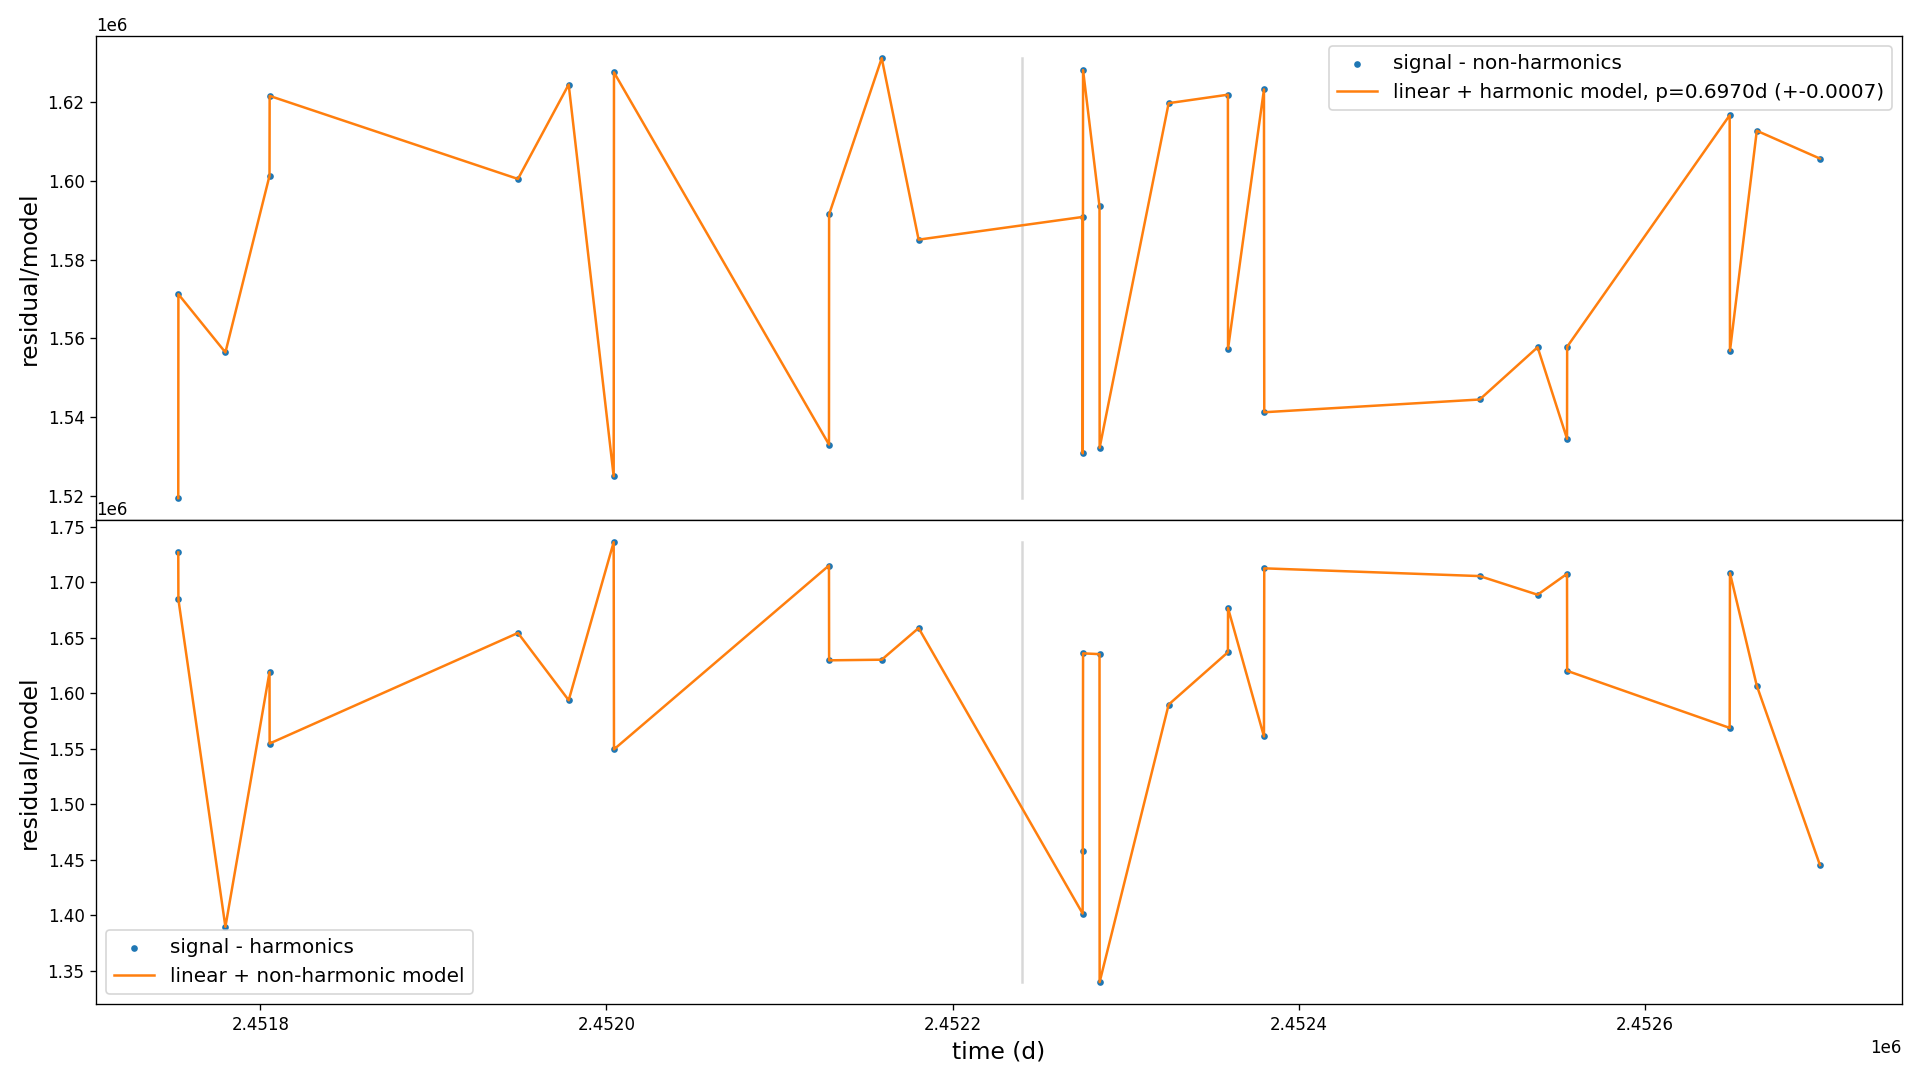 1e6
signal - non-harmonics
linear + harmonic model, p=0.6970d (+-0.0007)
residual/model
1.62
1.60
1.58
1.56
1.54
1.52
1e6
1.75
1.70
1.65
1.60
1.55
1.50
1.45
1.40
1.35
residual/model
signal - harmonics
linear + non-harmonic model
2.4518
2.4520
2.4522
2.4524
2.4526
1e6
time (d)